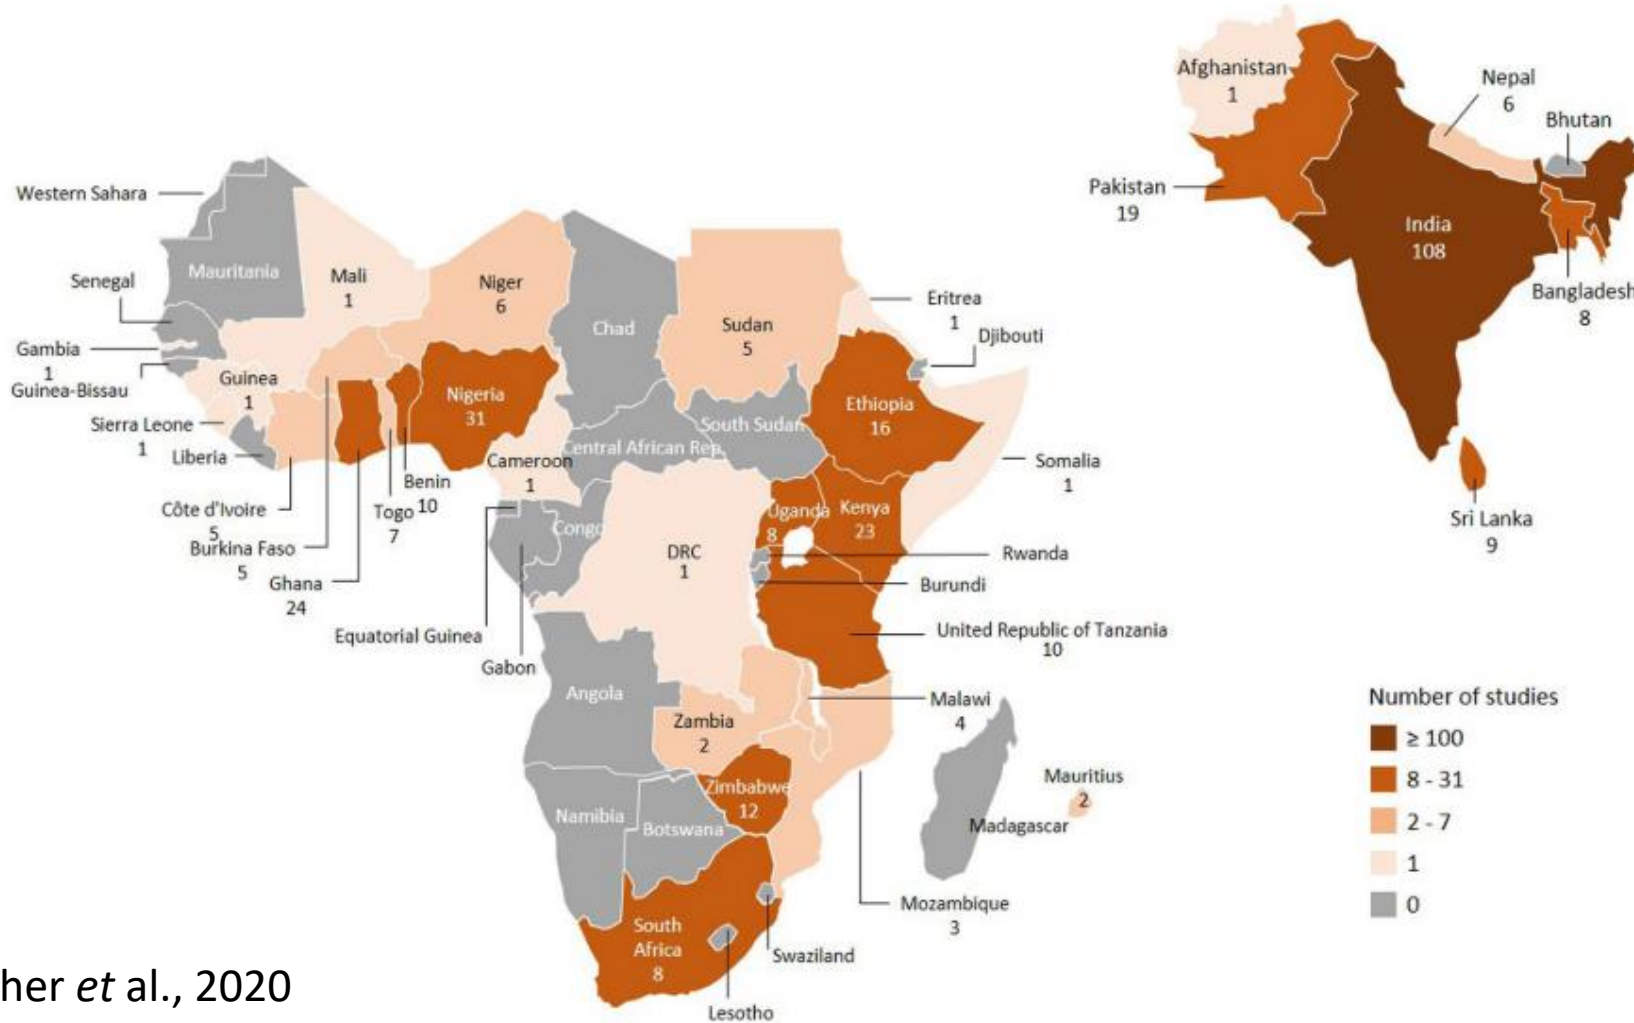 Afghanistan
1
Nepal
6
Bhutan
Pakistan
19
India
108
Bangladesh
8
Sri Lanka
9
Western Sahara
Mauritania
Senegal
Mali
1
Niger
6
Chad
Sudan
5
Eritrea
1
Djibouti
Gambia
1
Guinea-Bissau
Guinea
1
Nigeria
31
South Sudan
Ethiopia
16
Sierra Leone
1
Liberia
Central African Rep.
Cameroon
1
Somalia
1
Côte d'Ivoire
5
Burkina Faso
5
Ghana
24
Togo
7
Benin
10
Congo
DRC
1
Uganda
8
Kenya
23
Rwanda
Burundi
Equatorial Guinea
Gabon
United Republic of Tanzania
10
Angola
Zambia
2
Malawi
4
Zimbabwe
12
Mauritius
2
Madagascar
Namibia
Botswana
Mozambique
3
South
Africa
8
Swaziland
Lesotho
Number of studies
≥ 100
8 - 31
2 - 7
1
0
her et al., 2020